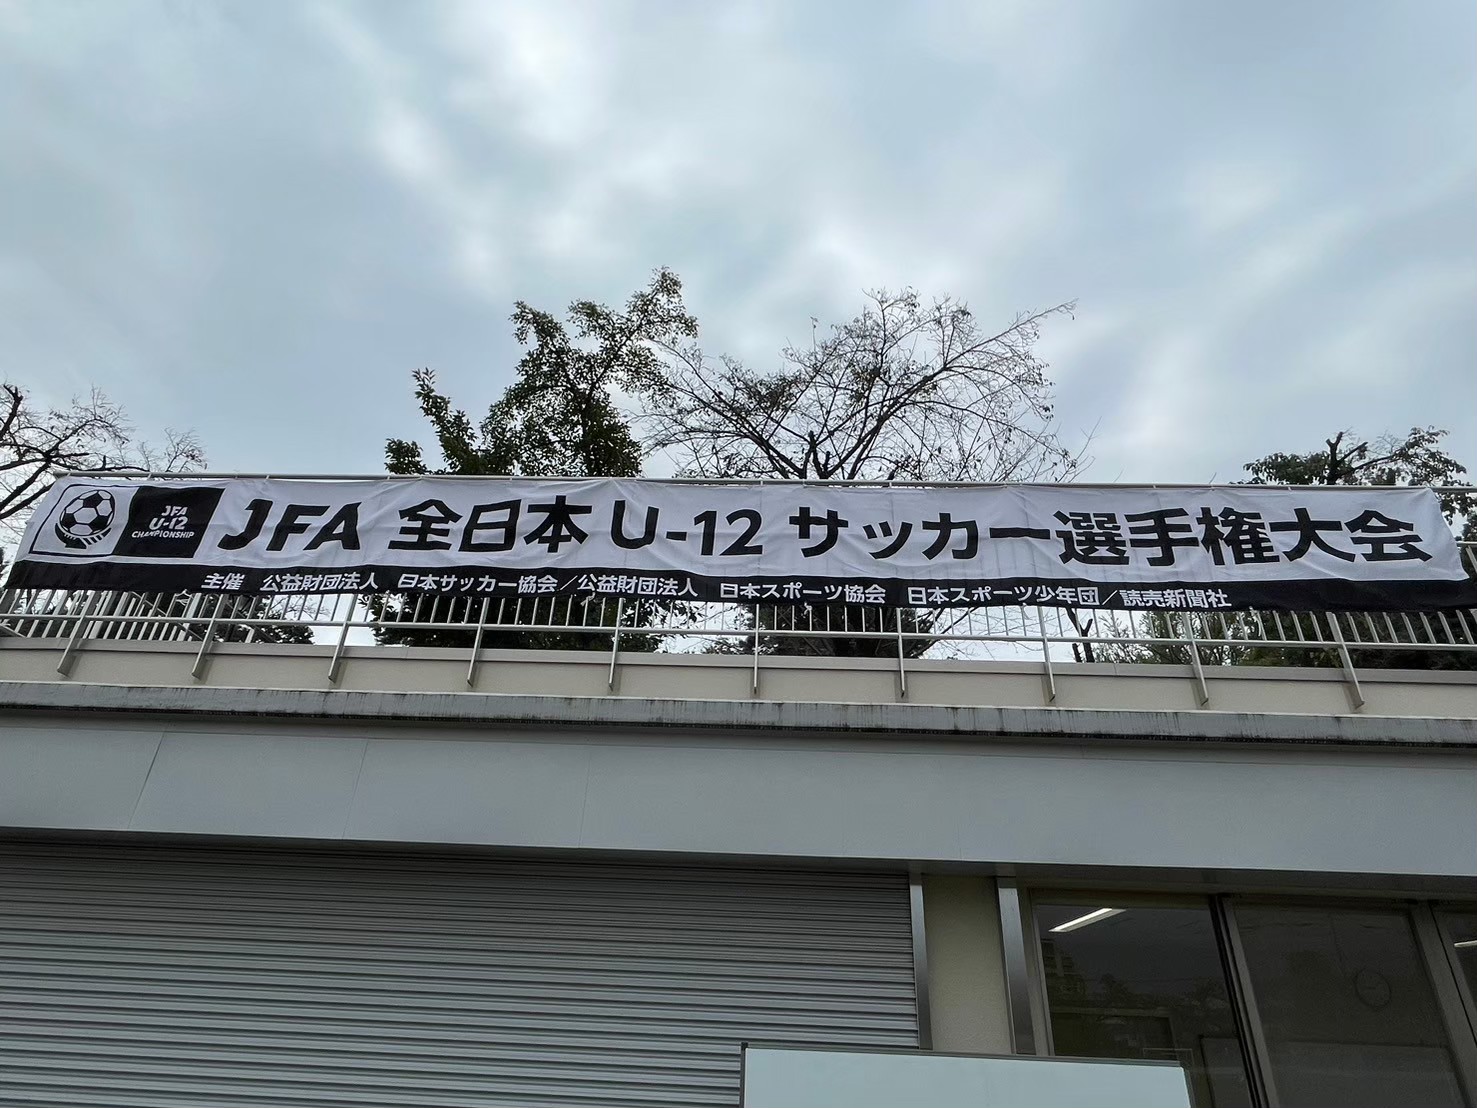 JFA
U-12
CHAMPIONSHIP
JFA 全日本 U-12 サッカー選手権大会
主催 公益財団法人 日本サッカー協会／公益財団法人 日本スポーツ協会 日本スポーツ少年団／読売新聞社